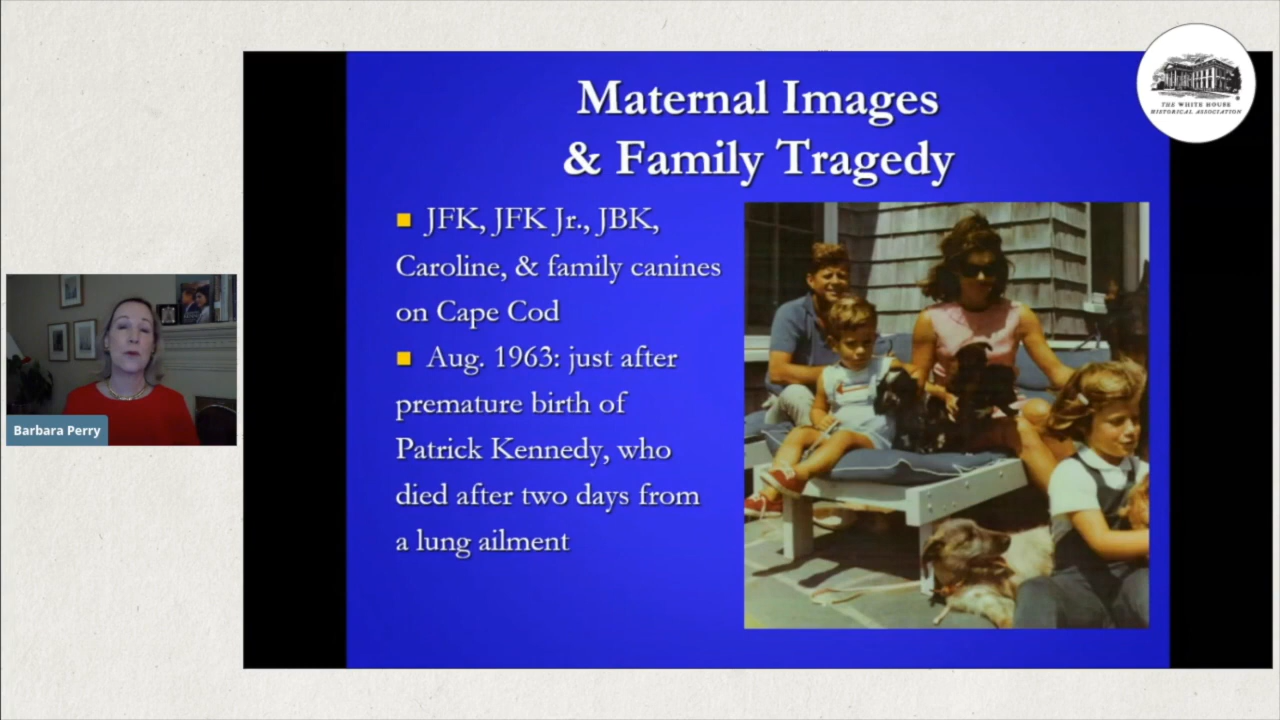 Maternal Images
& Family Tragedy
JFK, JFK Jr., JBK,
Caroline, & family canines
on Cape Cod
Aug. 1963: just after
premature birth of
Patrick Kennedy, who
died after two days from
a lung ailment
Barbara Perry
THE WHITE HOUSE
HISTORICAL ASSOCIATION